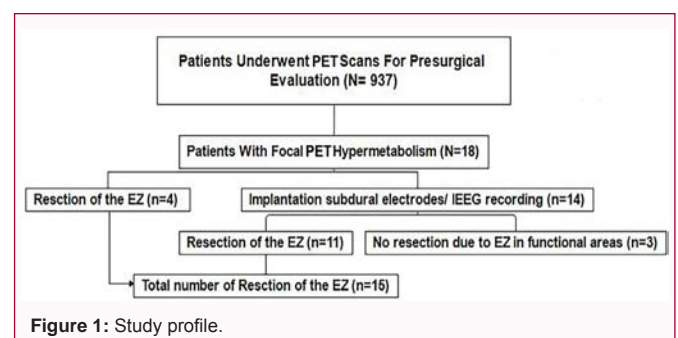 Patients Underwent PET Scans For Presurgical
Evaluation (N= 937)
Patients With Focal PET Hypermetabolism (N=18)
Resction of the EZ (n=4)
Implantation subdural electrodes/ IEEG recording (n=14)
Resection of the EZ (n=11)
No resection due to EZ in functional areas (n=3)
Total number of Resction of the EZ (n=15)
Figure 1: Study profile.